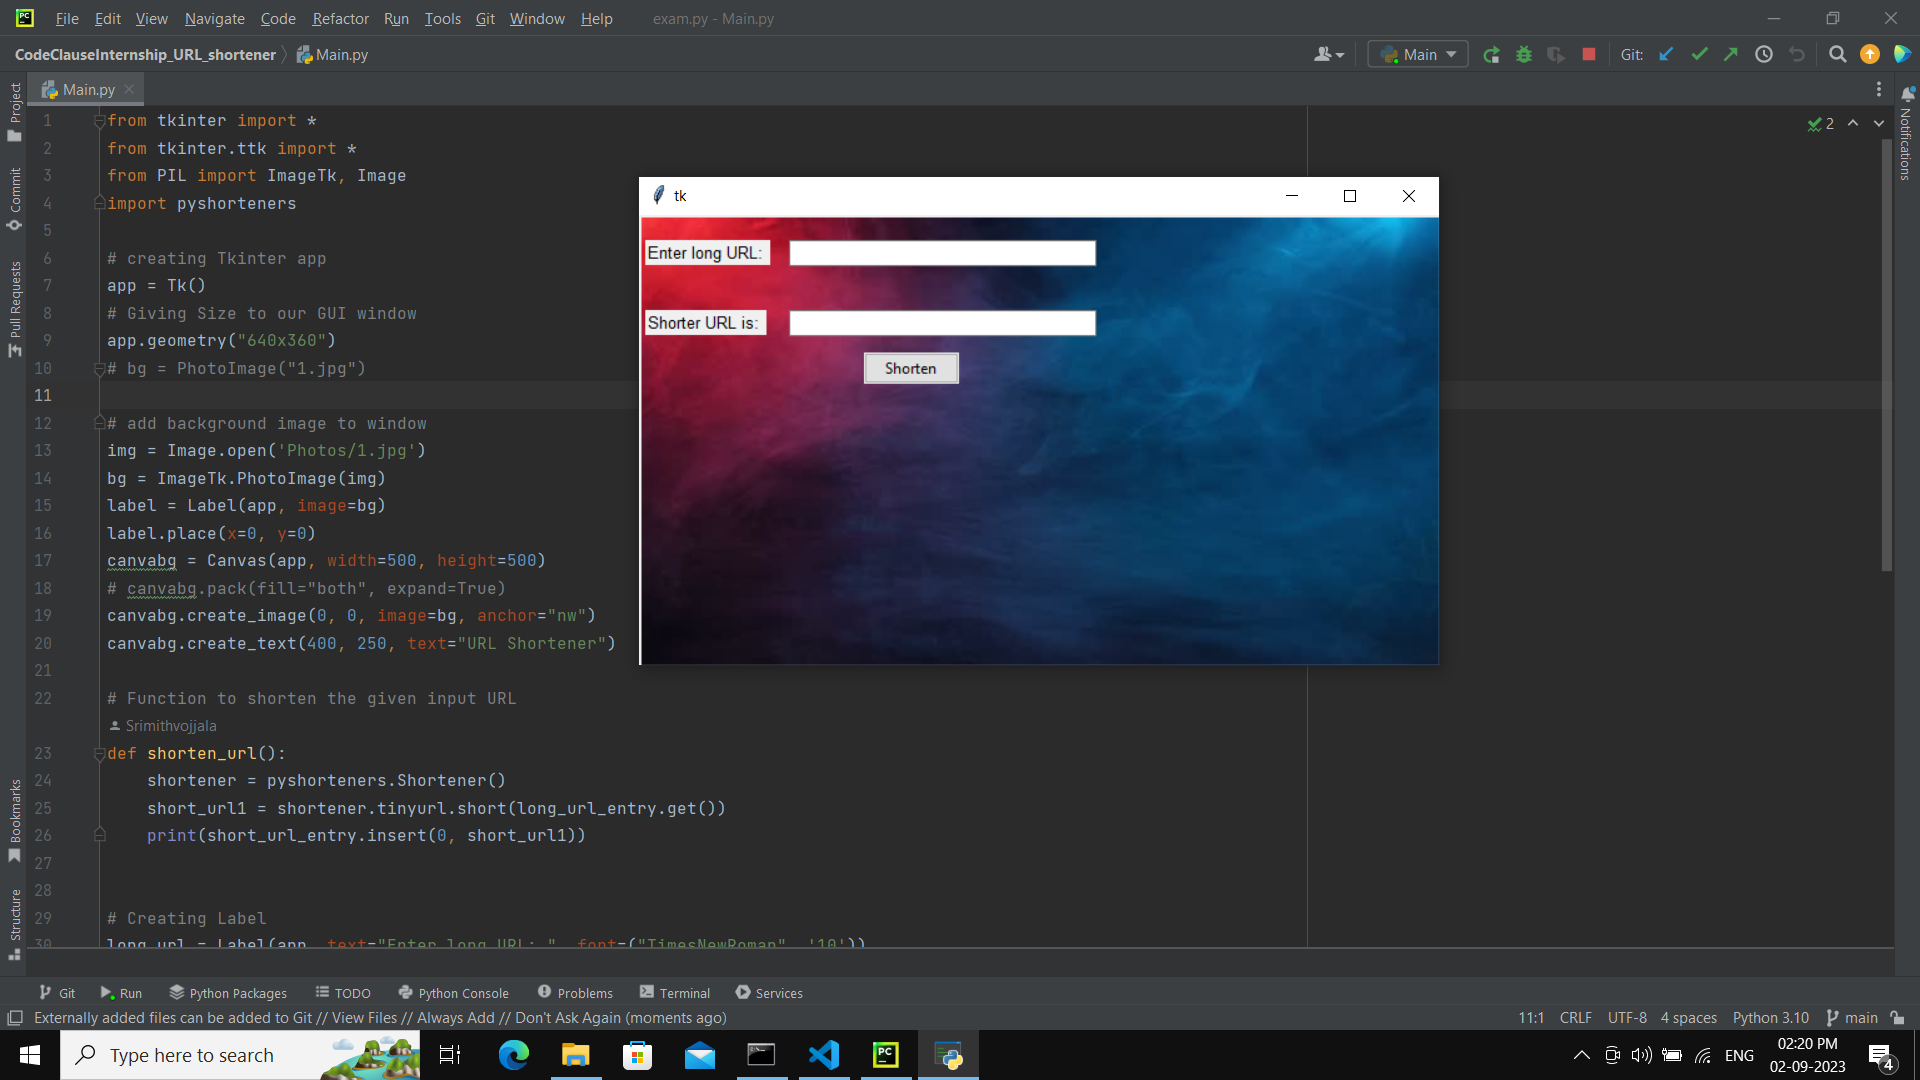 File Edit View Navigate Code Refactor Run Tools Git Window Help exam.py - Main.py
CodeClauseInternship_URL_shortener Main.py Main Git:
Main.py
Project
Commit
Pull Requests
Bookmarks
Structure
Notifications
2
1 from tkinter import *
2 from tkinter.ttk import *
3 from PIL import ImageTk, Image
4 import pyshorteners
5
6 # creating Tkinter app
7 app = Tk()
8 # Giving Size to our GUI window
9 app.geometry("640x360")
10 # bg = PhotoImage("1.jpg")
11
12 # add background image to window
13 img = Image.open('Photos/1.jpg')
14 bg = ImageTk.PhotoImage(img)
15 label = Label(app, image=bg)
16 label.place(x=0, y=0)
17 canvabg = Canvas(app, width=500, height=500)
18 # canvabg.pack(fill="both", expand=True)
19 canvabg.create_image(0, 0, image=bg, anchor="nw")
20 canvabg.create_text(400, 250, text="URL Shortener")
21
22 # Function to shorten the given input URL
Srimithvojjala
23 def shorten_url():
24 shortener = pyshorteners.Shortener()
25 short_url1 = shortener.tinyurl.short(long_url_entry.get())
26 print(short_url_entry.insert(0, short_url1))
27
28
29 # Creating Label
30 long_url = Label(app, text="Enter long URL: ", font=("TimesNewRoman", '10'))
tk
Enter long URL:
Shorter URL is:
Shorten
Git Run Python Packages TODO Python Console Problems Terminal Services
Externally added files can be added to Git // View Files // Always Add // Don't Ask Again (moments ago) 11:1 CRLF UTF-8 4 spaces Python 3.10 main
Type here to search
ENG
02:20 PM
02-09-2023
4